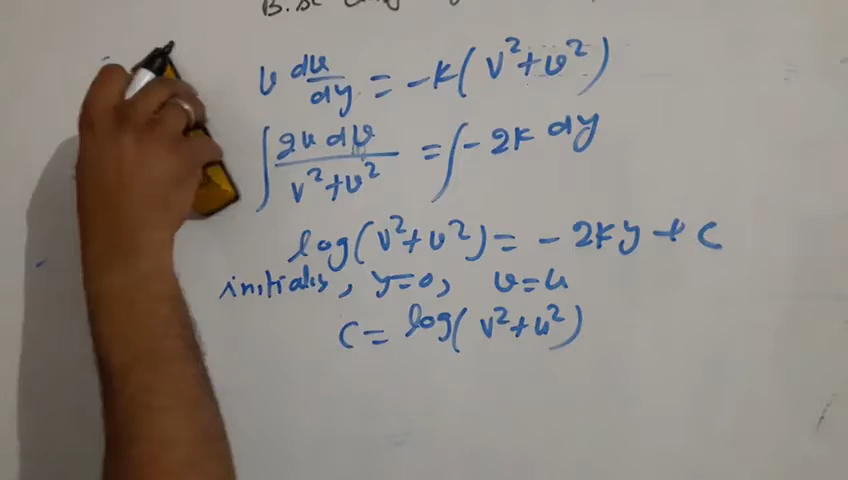 B.Sc
v dv/dy = -k(V²+v²)
∫ 2v dv / V²+v² = ∫ -2k dy
log(V²+v²) = -2ky + C
initially, y=0, v=u
C = log(V²+u²)